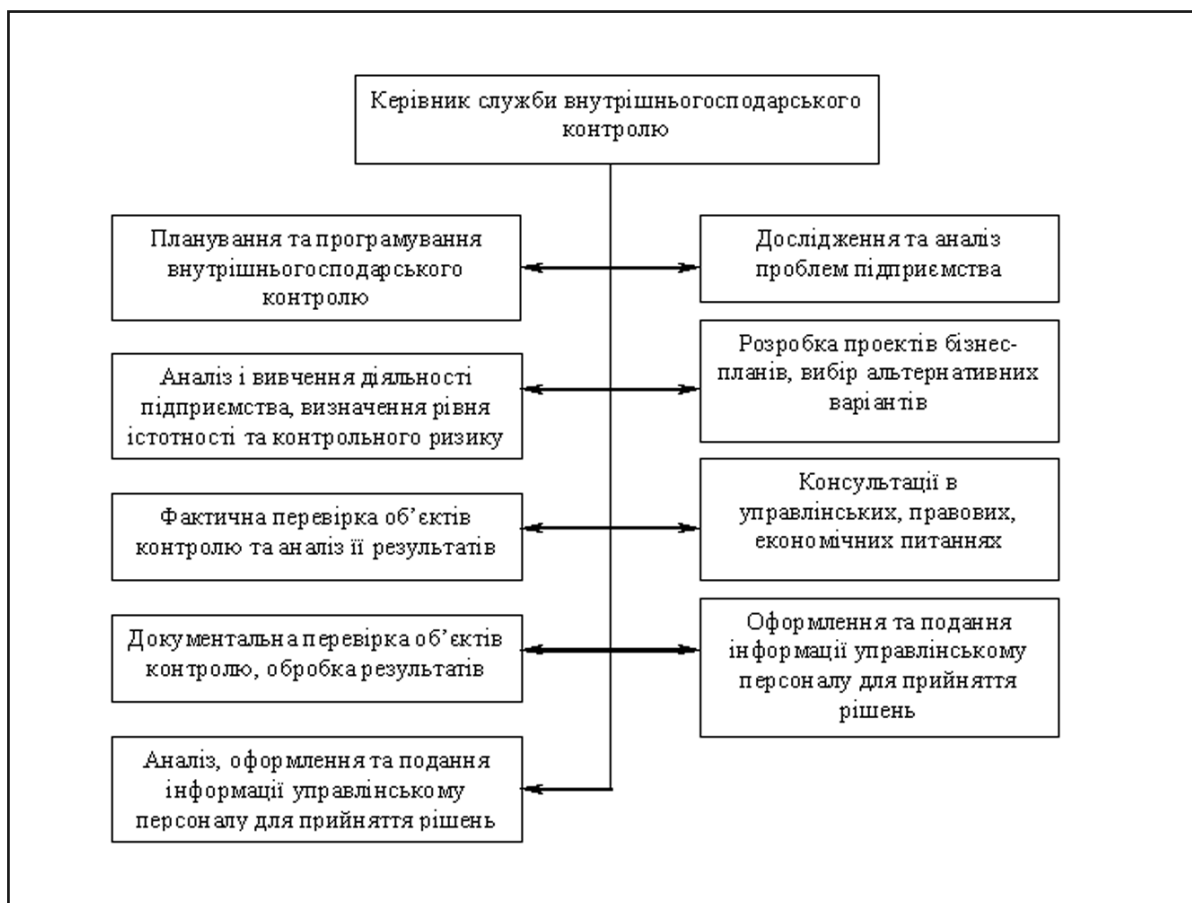 Керівник служби внутрішньогосподарського
контролю
Планування та програмування
внутрішньогосподарського
контролю
Дослідження та аналіз
проблем підприємства
Аналіз і вивчення діяльності
підприємства, визначення рівня
істотності та контрольного ризику
Розробка проектів бізнес-
планів, вибір альтернативних
варіантів
Фактична перевірка об’єктів
контролю та аналіз її результатів
Консультації в
управлінських, правових,
економічних питаннях
Документальна перевірка об’єктів
контролю, обробка результатів
Оформлення та подання
інформації управлінському
персоналу для прийняття
рішень
Аналіз, оформлення та подання
інформації управлінському
персоналу для прийняття рішень